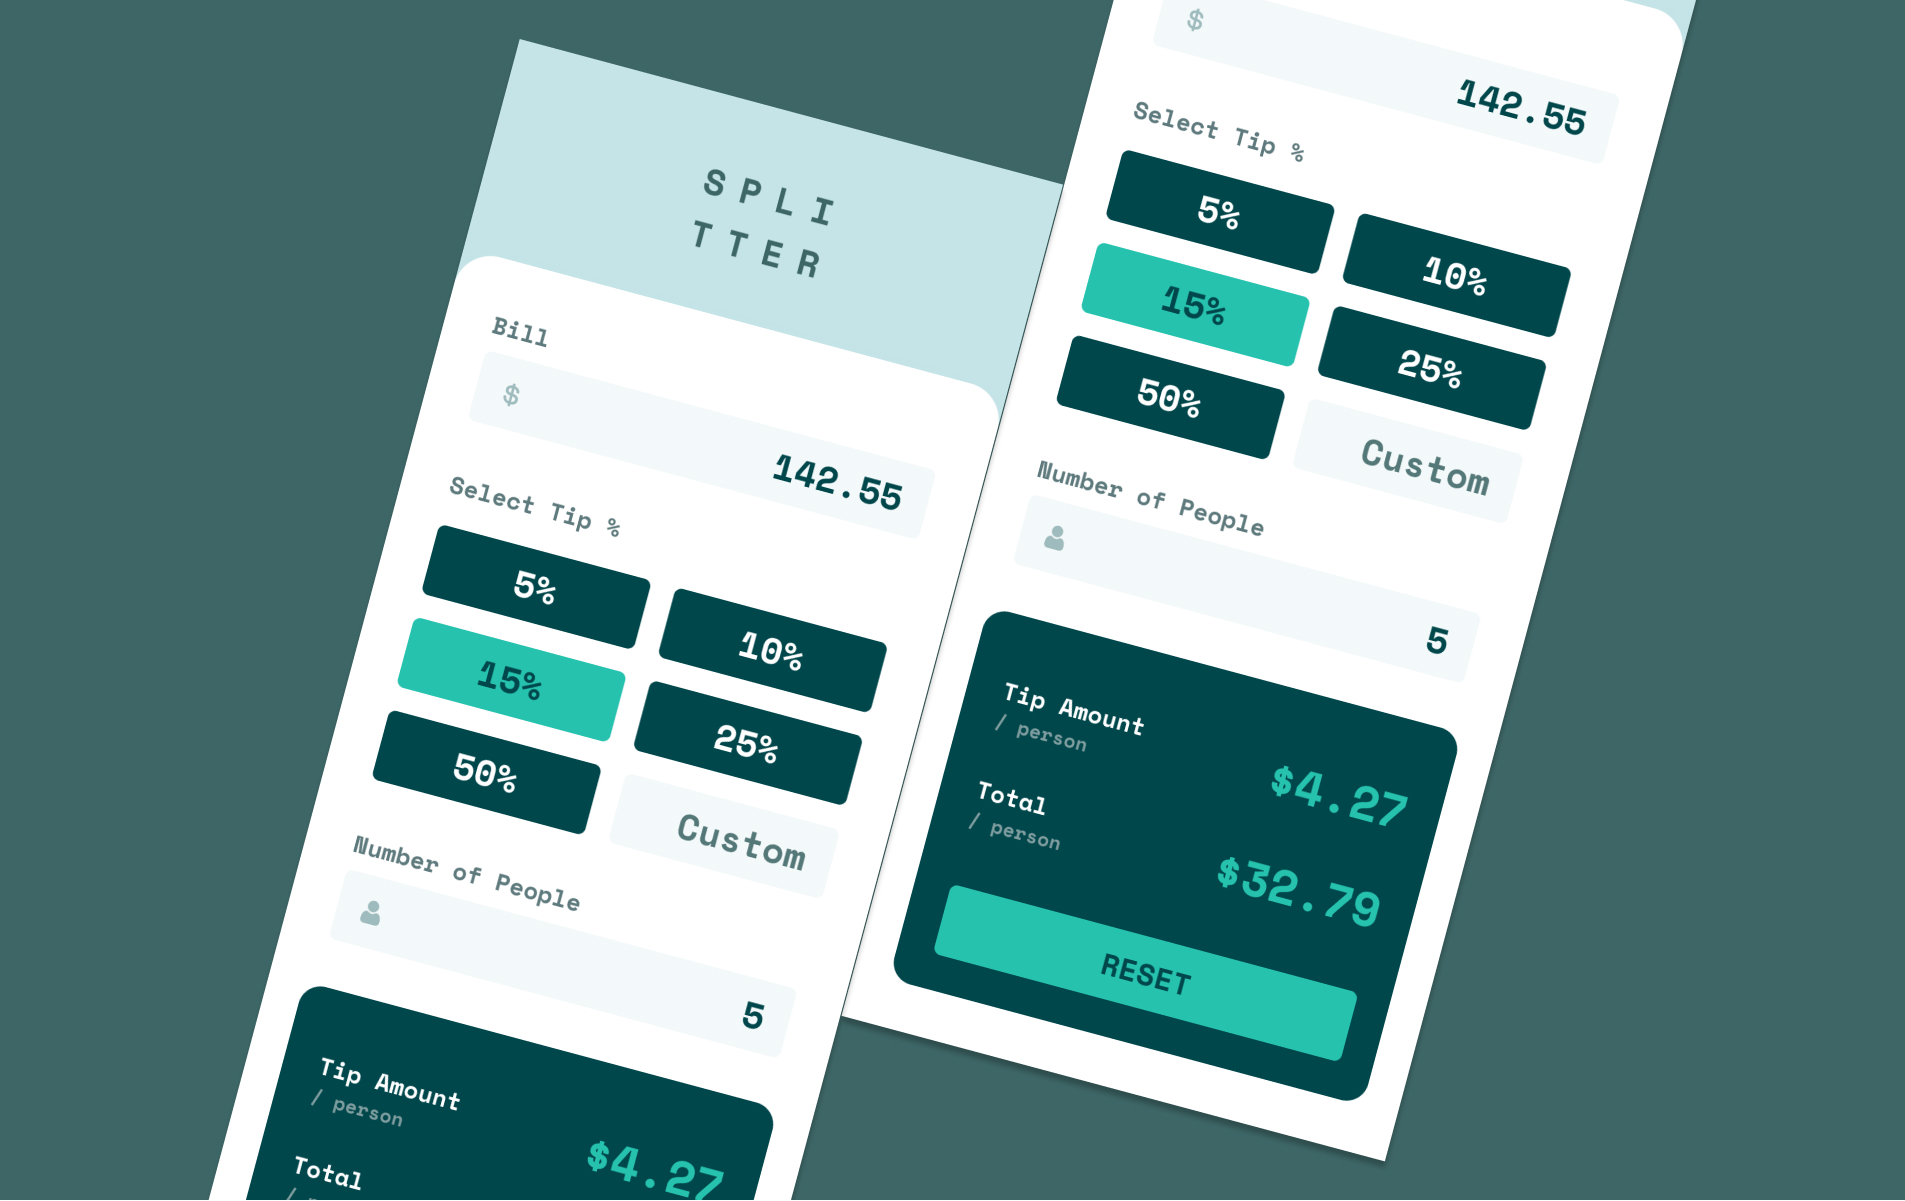 SPLI
TTER
Bill
$
142.55
Select Tip %
5%
10%
15%
25%
50%
Custom
Number of People
5
Tip Amount
/ person
$4.27
Total
$
142.55
Select Tip %
5%
10%
15%
25%
50%
Custom
Number of People
5
Tip Amount
/ person
$4.27
Total
/ person
$32.79
RESET